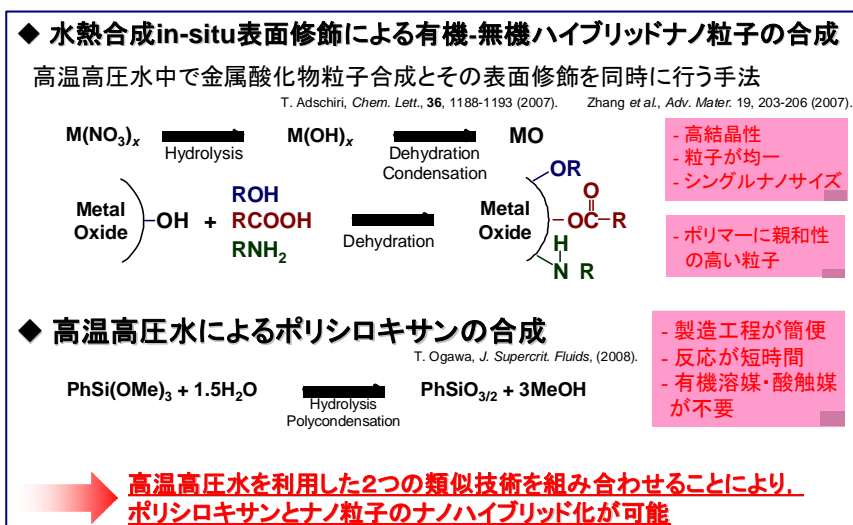 ◆ 水熱合成in-situ表面修飾による有機-無機ハイブリッドナノ粒子の合成
高温高圧水中で金属酸化物粒子合成とその表面修飾を同時に行う手法
T. Adschiri, Chem. Lett., 36, 1188-1193 (2007). Zhang et al., Adv. Mater. 19, 203-206 (2007).
M(NO₃)ₓ Hydrolysis M(OH)ₓ Dehydration Condensation MO
- 高結晶性
- 粒子が均一
- シングルナノサイズ
Metal Oxide -OH + ROH RCOOH RNH₂
Dehydration
Metal Oxide OR
O
-OC-R
H
N R
- ポリマーに親和性
の高い粒子
◆ 高温高圧水によるポリシロキサンの合成
T. Ogawa, J. Supercrit. Fluids, (2008).
PhSi(OMe)₃ + 1.5H₂O Hydrolysis Polycondensation PhSiO₃/₂ + 3MeOH
- 製造工程が簡便
- 反応が短時間
- 有機溶媒・酸触媒
が不要
高温高圧水を利用した2つの類似技術を組み合わせることにより,
ポリシロキサンとナノ粒子のナノハイブリッド化が可能